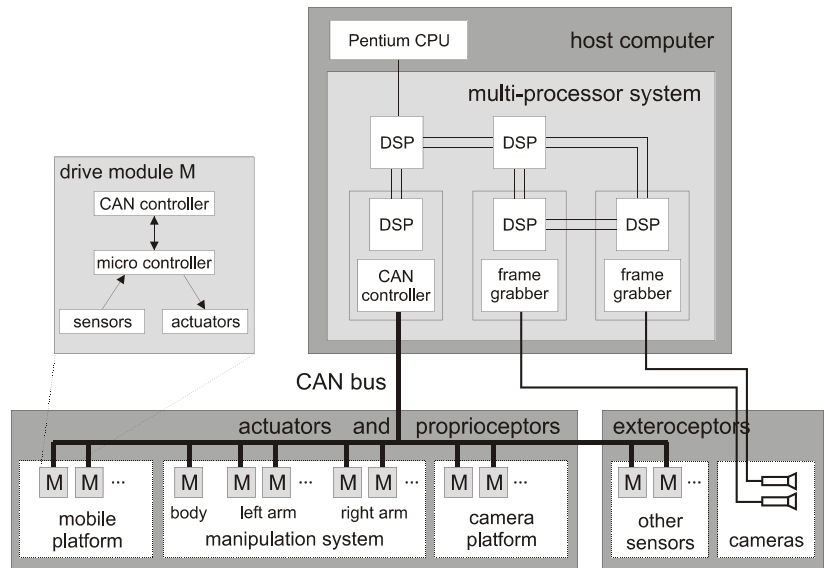 host computer
Pentium CPU
multi-processor system
DSP
DSP
DSP
DSP
DSP
CAN
controller
frame
grabber
frame
grabber
drive module M
CAN controller
micro controller
sensors
actuators
CAN bus
actuators and proprioceptors
exteroceptors
M M ...
M
M M ...
M M ...
M M ...
M M ...
body
left arm
right arm
mobile
platform
manipulation system
camera
platform
other
sensors
cameras